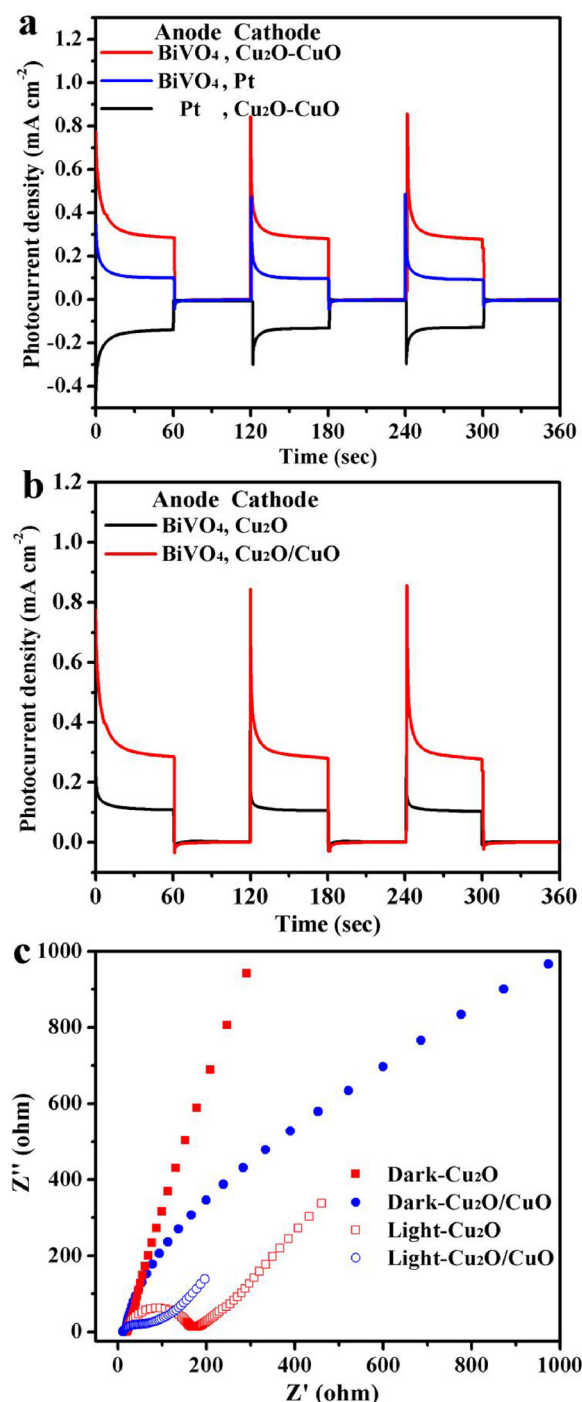 a
Anode Cathode
BiVO₄ , Cu₂O-CuO
BiVO₄ , Pt
Pt , Cu₂O-CuO
Photocurrent density (mA cm⁻²)
1.2
1.0
0.8
0.6
0.4
0.2
0.0
-0.2
-0.4
0 60 120 180 240 300 360
Time (sec)
b
Anode Cathode
BiVO₄, Cu₂O
BiVO₄, Cu₂O/CuO
Photocurrent density (mA cm⁻²)
1.2
1.0
0.8
0.6
0.4
0.2
0.0
0 60 120 180 240 300 360
Time (sec)
c
Z'' (ohm)
1000
800
600
400
200
0
Dark-Cu₂O
Dark-Cu₂O/CuO
Light-Cu₂O
Light-Cu₂O/CuO
0 200 400 600 800 1000
Z' (ohm)